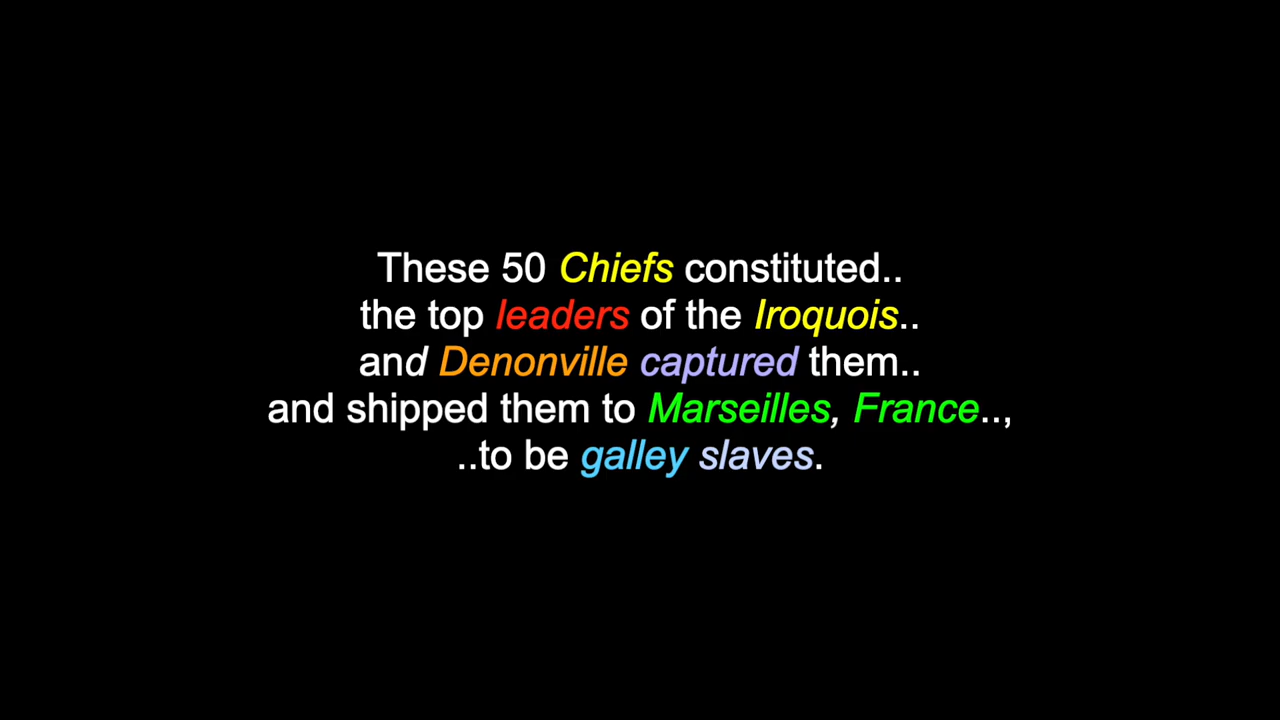 These 50 Chiefs constituted..
the top leaders of the Iroquois..
and Denonville captured them..
and shipped them to Marseilles, France..,
..to be galley slaves.